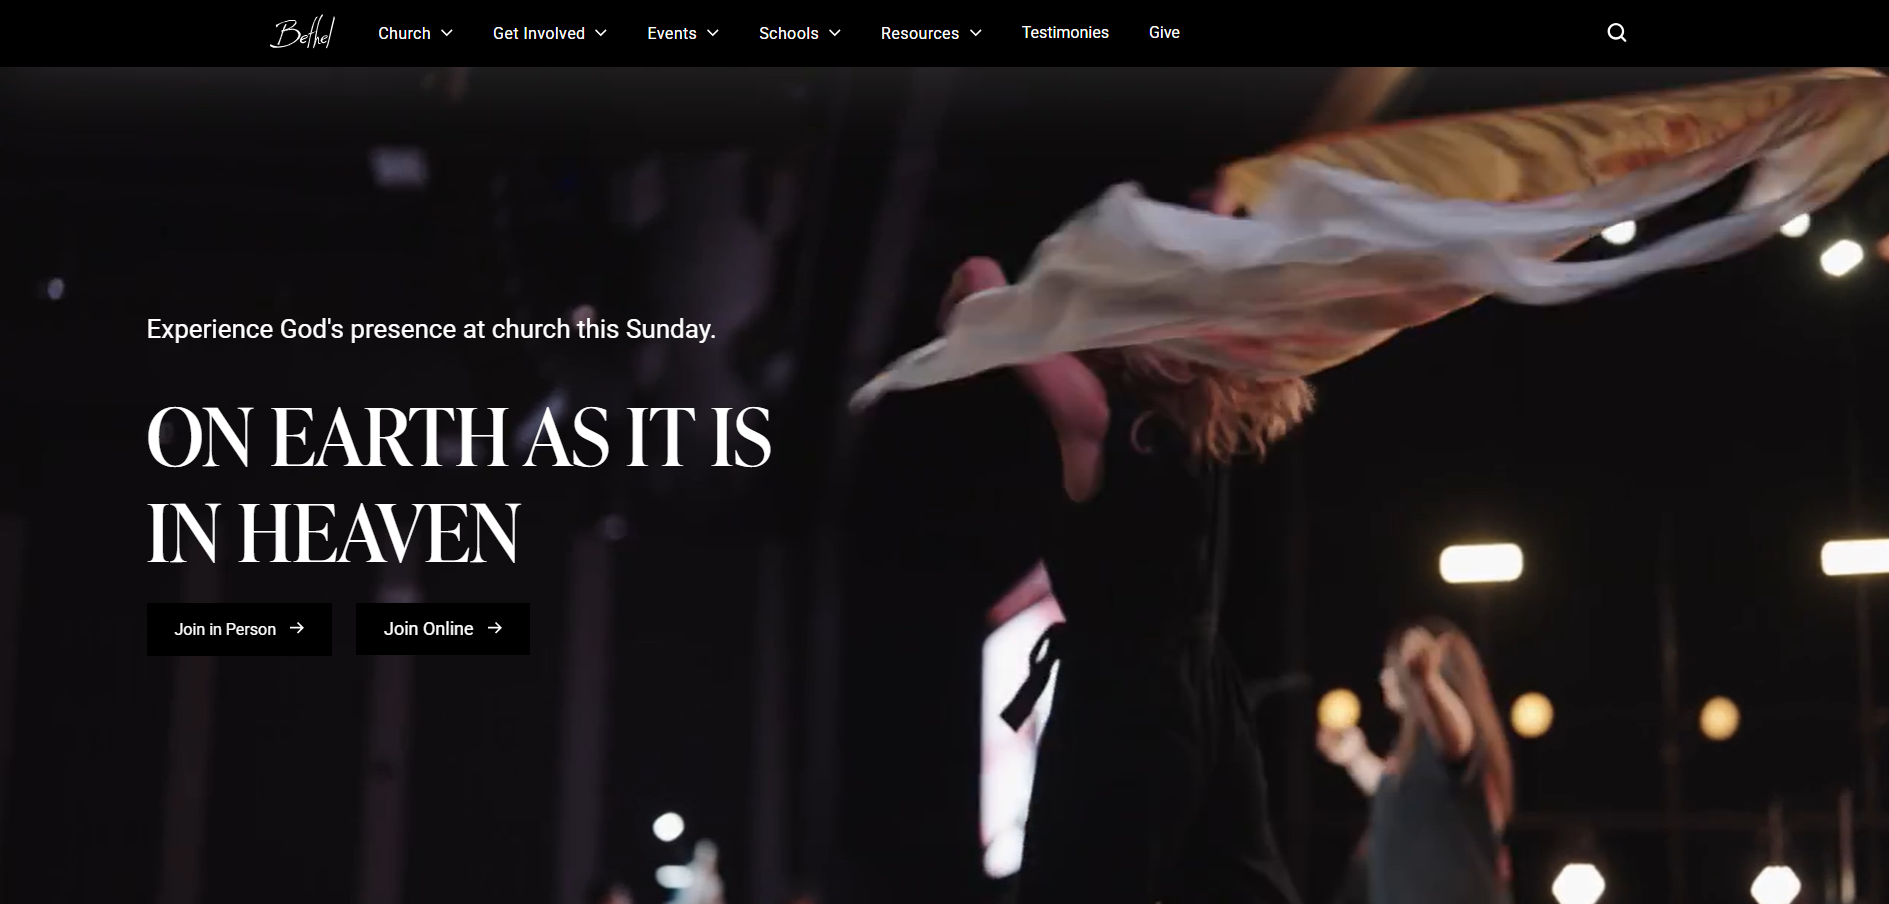 Bethel
Church
Get Involved
Events
Schools
Resources
Testimonies
Give
Experience God's presence at church this Sunday.
ON EARTH AS IT IS
IN HEAVEN
Join in Person
Join Online